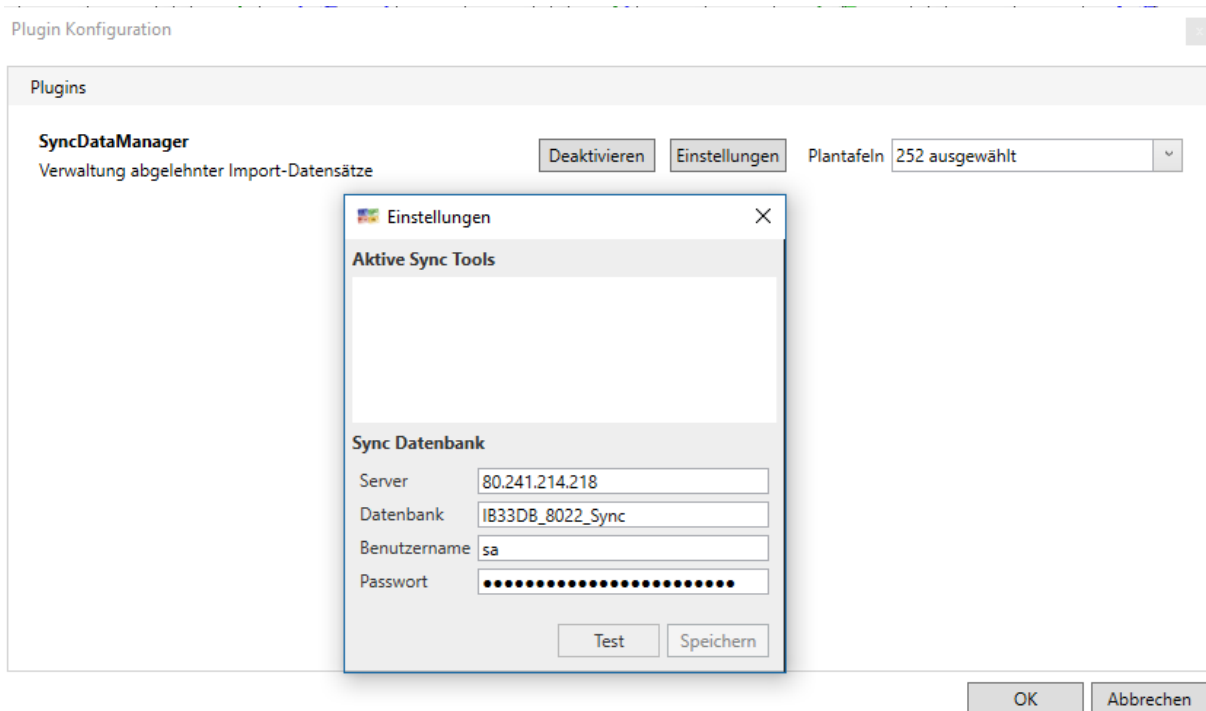 Plugin Konfiguration
Plugins
SyncDataManager
Verwaltung abgelehnter Import-Datensätze
Deaktivieren
Einstellungen
Plantafeln
252 ausgewählt
Einstellungen
Aktive Sync Tools
Sync Datenbank
Server
80.241.214.218
Datenbank
IB33DB_8022_Sync
Benutzername
sa
Passwort
Test
Speichern
OK
Abbrechen